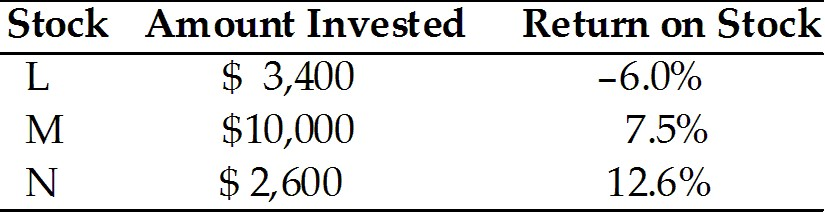 Stock Amount Invested Return on Stock
L $ 3,400 –6.0%
M $10,000 7.5%
N $ 2,600 12.6%